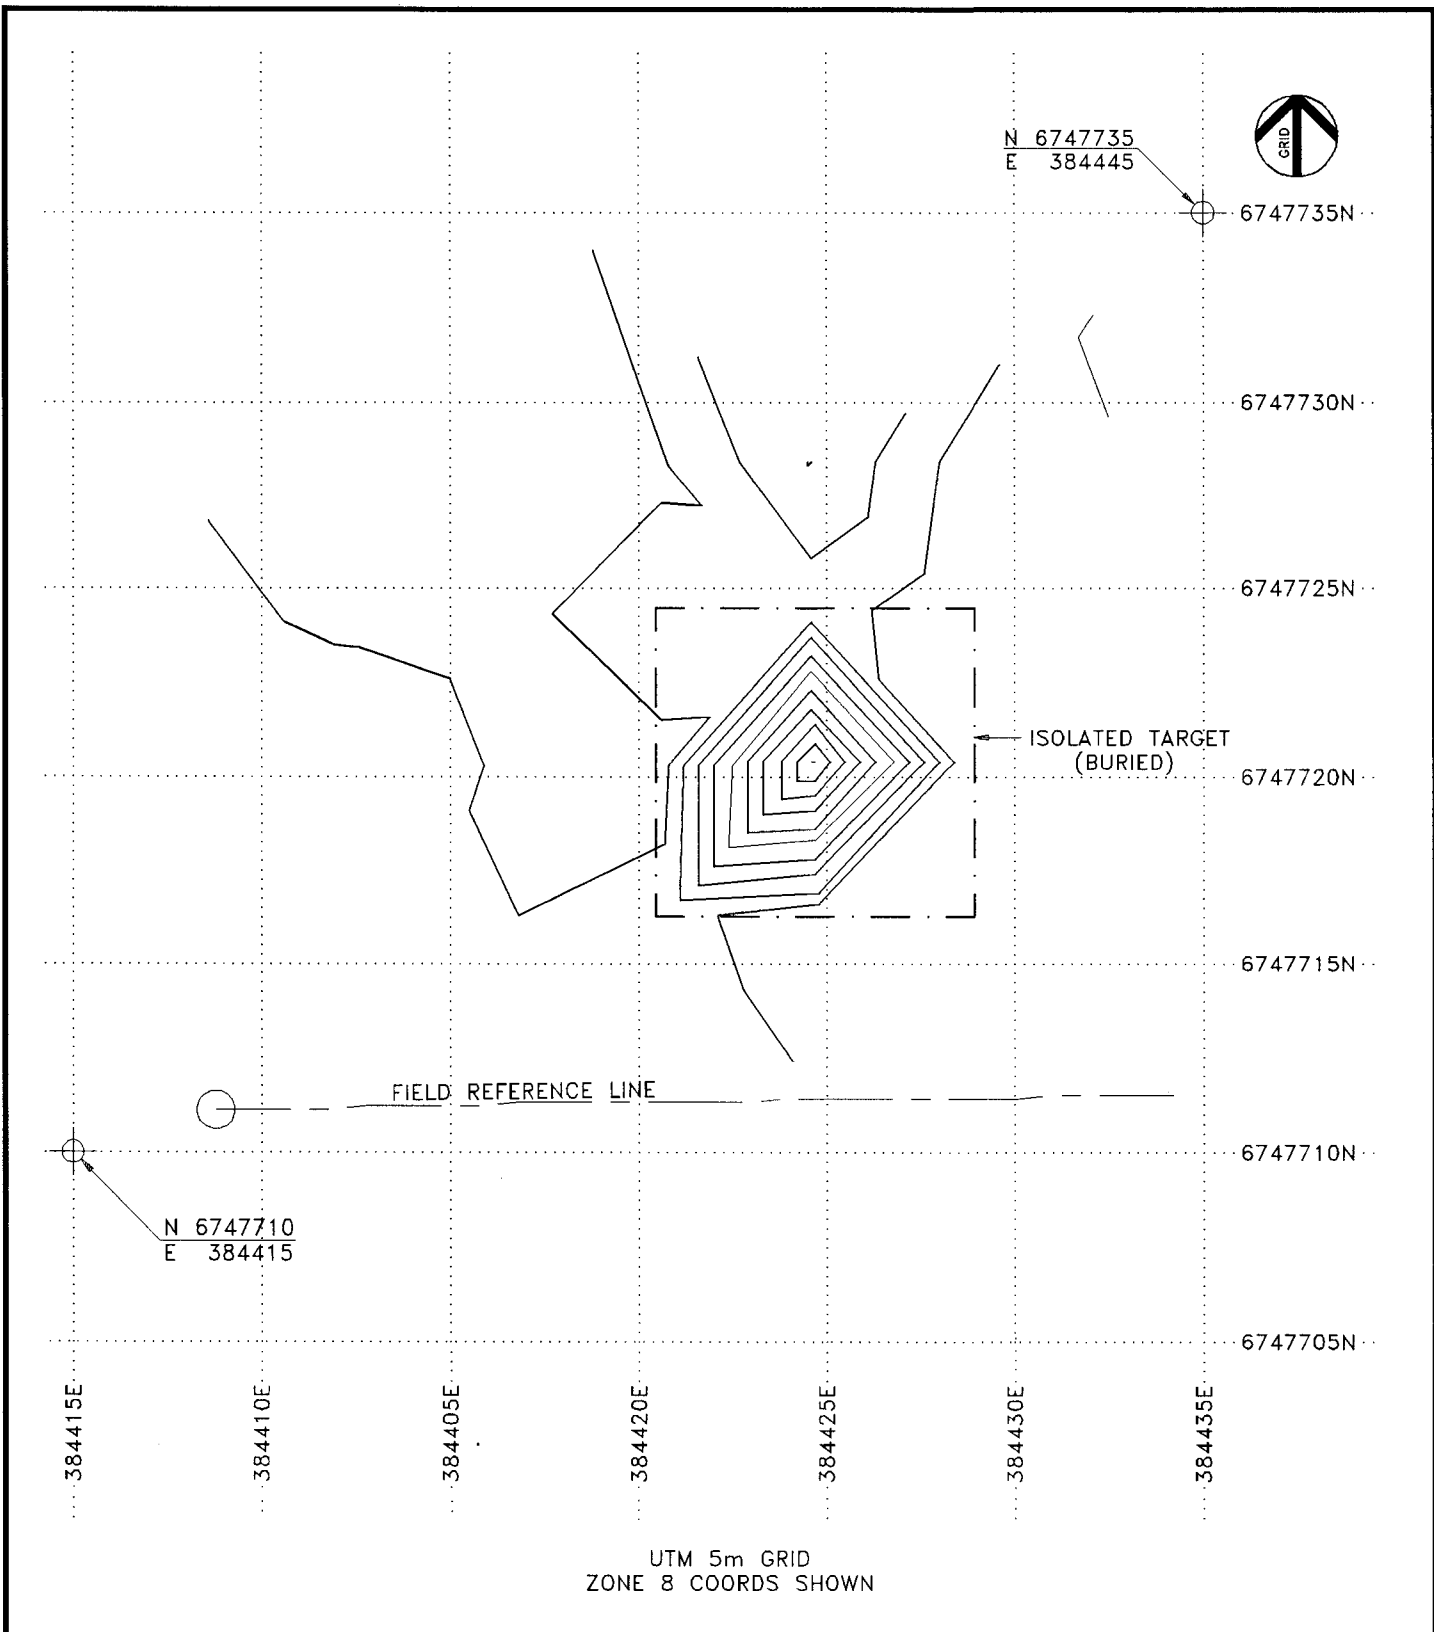 GRID
N 6747735
E 384445
6747735N
6747730N
6747725N
ISOLATED TARGET
(BURIED)
6747720N
6747715N
FIELD REFERENCE LINE
6747710N
N 6747710
E 384415
6747705N
384415E
384410E
384405E
384420E
384425E
384430E
384435E
UTM 5m GRID
ZONE 8 COORDS SHOWN